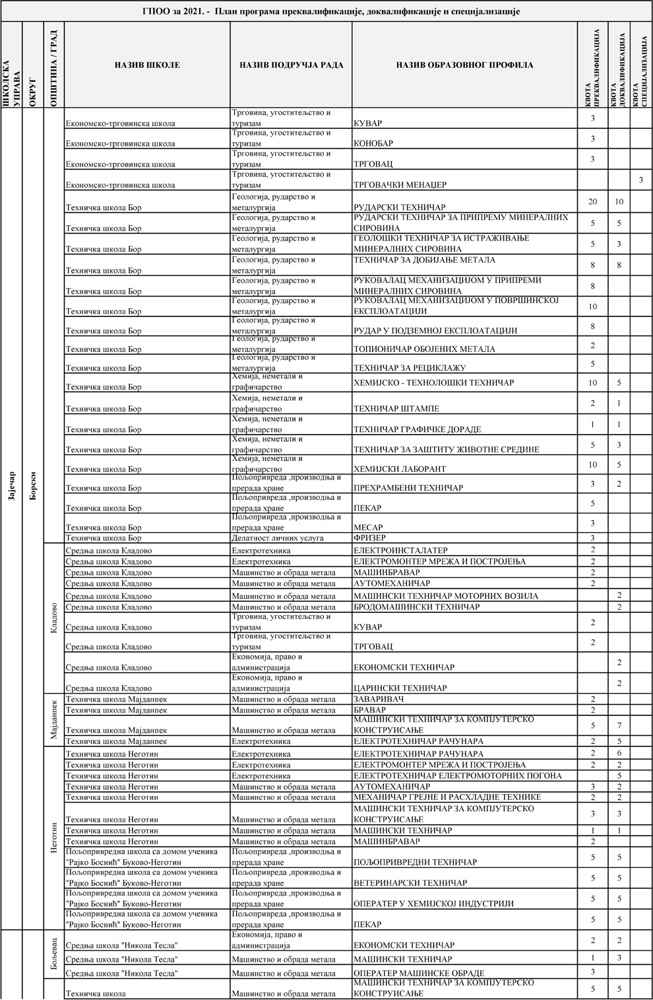 ГПОО за 2021. - План програма преквалификације, доквалификације и специјализације
ШКОЛСКА УПРАВА
ОКРУГ
ОПШТИНА / ГРАД
НАЗИВ ШКОЛЕ
НАЗИВ ПОДРУЧЈА РАДА
НАЗИВ ОБРАЗОВНОГ ПРОФИЛА
КВОТА ПРЕКВАЛИФИКАЦИЈА
КВОТА ДОКВАЛИФИКАЦИЈА
КВОТА СПЕЦИЈАЛИЗАЦИЈА
Зајечар
Борски
Трговина, угоститељство и
Економско-трговинска школа туризам КУВАР 3
Трговина, угоститељство и
Економско-трговинска школа туризам КОНОБАР 3
Трговина, угоститељство и
Економско-трговинска школа туризам ТРГОВАЦ 3
Трговина, угоститељство и
Економско-трговинска школа туризам ТРГОВАЧКИ МЕНАЏЕР 3
Геологија, рударство и
Техничка школа Бор металургија РУДАРСКИ ТЕХНИЧАР 20 10
Геологија, рударство и РУДАРСКИ ТЕХНИЧАР ЗА ПРИПРЕМУ МИНЕРАЛНИХ
Техничка школа Бор металургија СИРОВИНА 5 5
Геологија, рударство и ГЕОЛОШКИ ТЕХНИЧАР ЗА ИСТРАЖИВАЊЕ
Техничка школа Бор металургија МИНЕРАЛНИХ СИРОВИНА 5 3
Геологија, рударство и ТЕХНИЧАР ЗА ДОБИЈАЊЕ МЕТАЛА
Техничка школа Бор металургија 8 8
Геологија, рударство и РУКОВАЛАЦ МЕХАНИЗАЦИЈОМ У ПРИПРЕМИ
Техничка школа Бор металургија МИНЕРАЛНИХ СИРОВИНА 8
Геологија, рударство и РУКОВАЛАЦ МЕХАНИЗАЦИЈОМ У ПОВРШИНСКОЈ
Техничка школа Бор металургија ЕКСПЛОАТАЦИЈИ 10
Геологија, рударство и
Техничка школа Бор металургија РУДАР У ПОДЗЕМНОЈ ЕКСПЛОАТАЦИЈИ 8
Геологија, рударство и
Техничка школа Бор металургија ТОПИОНИЧАР ОБОЈЕНИХ МЕТАЛА 2
Геологија, рударство и
Техничка школа Бор металургија ТЕХНИЧАР ЗА РЕЦИКЛАЖУ 5
Хемија, неметали и
Техничка школа Бор графичарство ХЕМИЈСКО - ТЕХНОЛОШКИ ТЕХНИЧАР 10 5
Хемија, неметали и
Техничка школа Бор графичарство ТЕХНИЧАР ШТАМПЕ 2 1
Хемија, неметали и
Техничка школа Бор графичарство ТЕХНИЧАР ГРАФИЧКЕ ДОРАДЕ 1 1
Хемија, неметали и
Техничка школа Бор графичарство ТЕХНИЧАР ЗА ЗАШТИТУ ЖИВОТНЕ СРЕДИНЕ 5 3
Хемија, неметали и
Техничка школа Бор графичарство ХЕМИЈСКИ ЛАБОРАНТ 10 5
Пољопривреда ,производња и
Техничка школа Бор прерада хране ПРЕХРАМБЕНИ ТЕХНИЧАР 3 2
Пољопривреда ,производња и
Техничка школа Бор прерада хране ПЕКАР 5
Пољопривреда ,производња и
Техничка школа Бор прерада хране МЕСАР 3
Техничка школа Бор Делатност личних услуга ФРИЗЕР 3
Кладово
Средња школа Кладово Електротехника ЕЛЕКТРОИНСТАЛАТЕР 2
Средња школа Кладово Електротехника ЕЛЕКТРОМОНТЕР МРЕЖА И ПОСТРОЈЕЊА 2
Средња школа Кладово Машинство и обрада метала МАШИНБРАВАР 2
Средња школа Кладово Машинство и обрада метала АУТОМЕХАНИЧАР 2
Средња школа Кладово Машинство и обрада метала МАШИНСКИ ТЕХНИЧАР МОТОРНИХ ВОЗИЛА 2
Средња школа Кладово Машинство и обрада метала БРОДОМАШИНСКИ ТЕХНИЧАР 2
Трговина, угоститељство и
Средња школа Кладово туризам КУВАР 2
Трговина, угоститељство и
Средња школа Кладово туризам ТРГОВАЦ 2
Економија, право и
Средња школа Кладово администрација ЕКОНОМСКИ ТЕХНИЧАР 2
Економија, право и
Средња школа Кладово администрација ЦАРИНСКИ ТЕХНИЧАР 2
Мајданпек
Техничка школа Мајданпек Машинство и обрада метала ЗАВАРИВАЧ 2
Техничка школа Мајданпек Машинство и обрада метала БРАВАР 2
МАШИНСКИ ТЕХНИЧАР ЗА КОМПЈУТЕРСКО
Техничка школа Мајданпек Машинство и обрада метала КОНСТРУИСАЊЕ 5 7
Техничка школа Мајданпек Електротехника ЕЛЕКТРОТЕХНИЧАР РАЧУНАРА 2 5
Неготин
Техничка школа Неготин Електротехника ЕЛЕКТРОТЕХНИЧАР РАЧУНАРА 2 6
Техничка школа Неготин Електротехника ЕЛЕКТРОМОНТЕР МРЕЖА И ПОСТРОЈЕЊА 2 2
Техничка школа Неготин Електротехника ЕЛЕКТРОТЕХНИЧАР ЕЛЕКТРОМОТОРНИХ ПОГОНА 5
Техничка школа Неготин Машинство и обрада метала АУТОМЕХАНИЧАР 3 2
Техничка школа Неготин Машинство и обрада метала МЕХАНИЧАР ГРЕЈНЕ И РАСХЛАДНЕ ТЕХНИКЕ 2 2
МАШИНСКИ ТЕХНИЧАР ЗА КОМПЈУТЕРСКО
Техничка школа Неготин Машинство и обрада метала КОНСТРУИСАЊЕ 3 3
Техничка школа Неготин Машинство и обрада метала МАШИНСКИ ТЕХНИЧАР 1 1
Техничка школа Неготин Машинство и обрада метала МАШИНБРАВАР 2
Пољопривредна школа са домом ученика Пољопривреда ,производња и
"Рајко Боснић" Буково-Неготин прерада хране ПОЉОПРИВРЕДНИ ТЕХНИЧАР 5 5
Пољопривредна школа са домом ученика Пољопривреда ,производња и
"Рајко Боснић" Буково-Неготин прерада хране ВЕТЕРИНАРСКИ ТЕХНИЧАР 5 5
Пољопривредна школа са домом ученика Пољопривреда ,производња и
"Рајко Боснић" Буково-Неготин прерада хране ОПЕРАТЕР У ХЕМИЈСКОЈ ИНДУСТРИЈИ 5 5
Пољопривредна школа са домом ученика Пољопривреда ,производња и
"Рајко Боснић" Буково-Неготин прерада хране ПЕКАР 5 5
Бољевац
Економија, право и
Средња школа "Никола Тесла" администрација ЕКОНОМСКИ ТЕХНИЧАР 2 2
Средња школа "Никола Тесла" Машинство и обрада метала МАШИНСКИ ТЕХНИЧАР 1 3
Средња школа "Никола Тесла" Машинство и обрада метала ОПЕРАТЕР МАШИНСКЕ ОБРАДЕ 3
МАШИНСКИ ТЕХНИЧАР ЗА КОМПЈУТЕРСКО
Техничка школа Машинство и обрада метала КОНСТРУИСАЊЕ 5 5